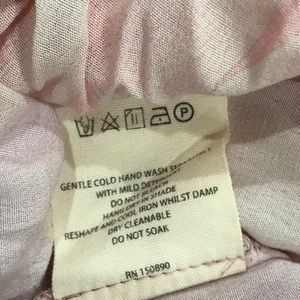 P
GENTLE COLD HAND WASH SEPARATELY
WITH MILD DETERGENT
DO NOT BLEACH
HANG DRY IN SHADE
RESHAPE AND COOL IRON WHILST DAMP
DRY CLEANABLE
DO NOT SOAK
RN 150890